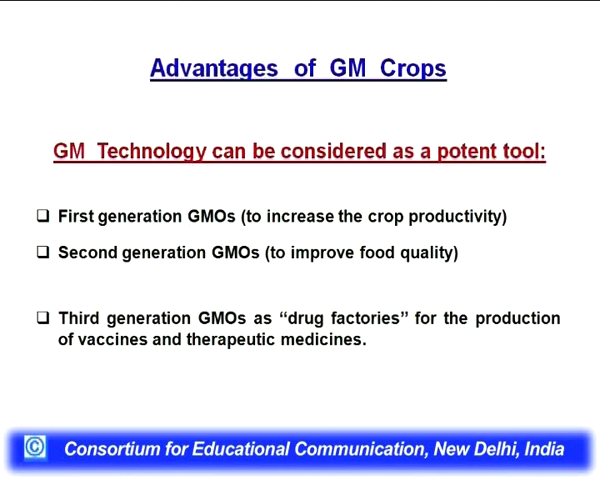 Advantages of GM Crops
GM Technology can be considered as a potent tool:
❑ First generation GMOs (to increase the crop productivity)
❑ Second generation GMOs (to improve food quality)
❑ Third generation GMOs as “drug factories” for the production
of vaccines and therapeutic medicines.
© Consortium for Educational Communication, New Delhi, India